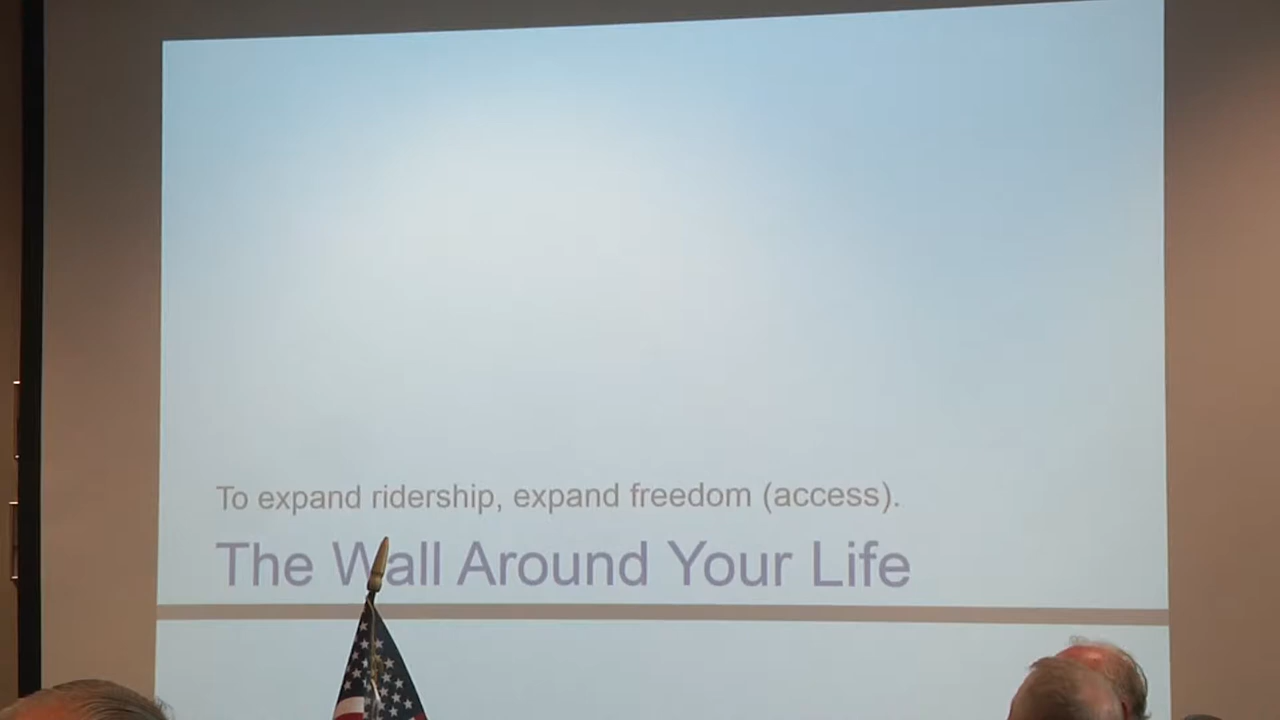 To expand ridership, expand freedom (access).
The Wall Around Your Life